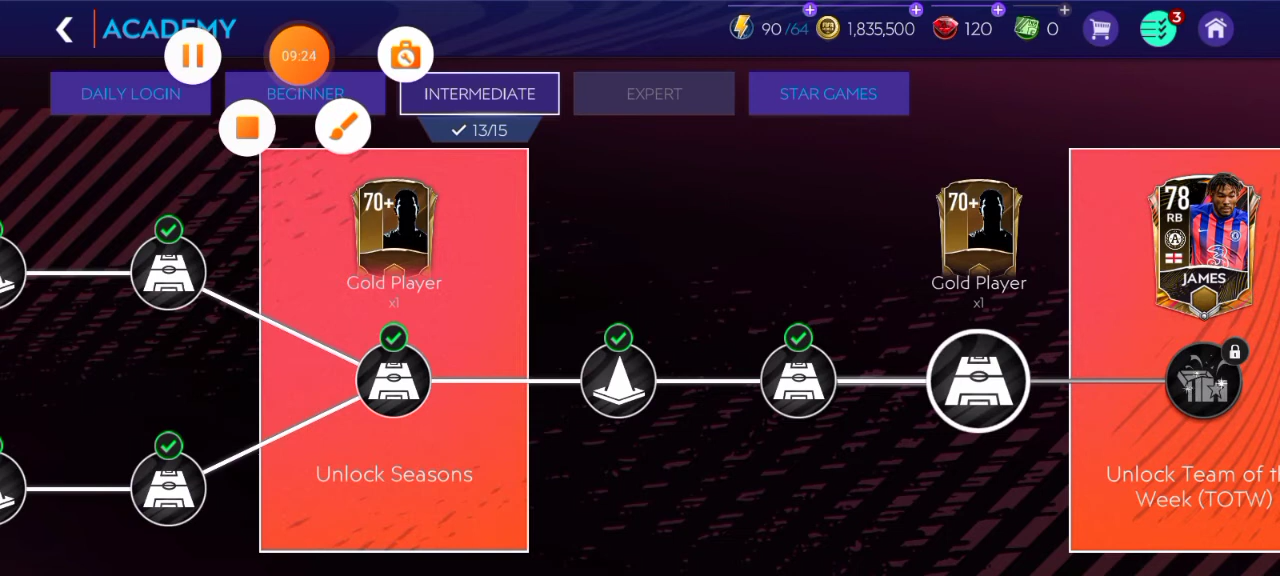 ACADEMY
90/64
1,835,500
120
0
3
09:24
DAILY LOGIN
BEGINNER
INTERMEDIATE
EXPERT
STAR GAMES
13/15
70+
Gold Player
x1
70+
Gold Player
x1
78
RB
A
JAMES
Unlock Seasons
Unlock Team of th
Week (TOTW)